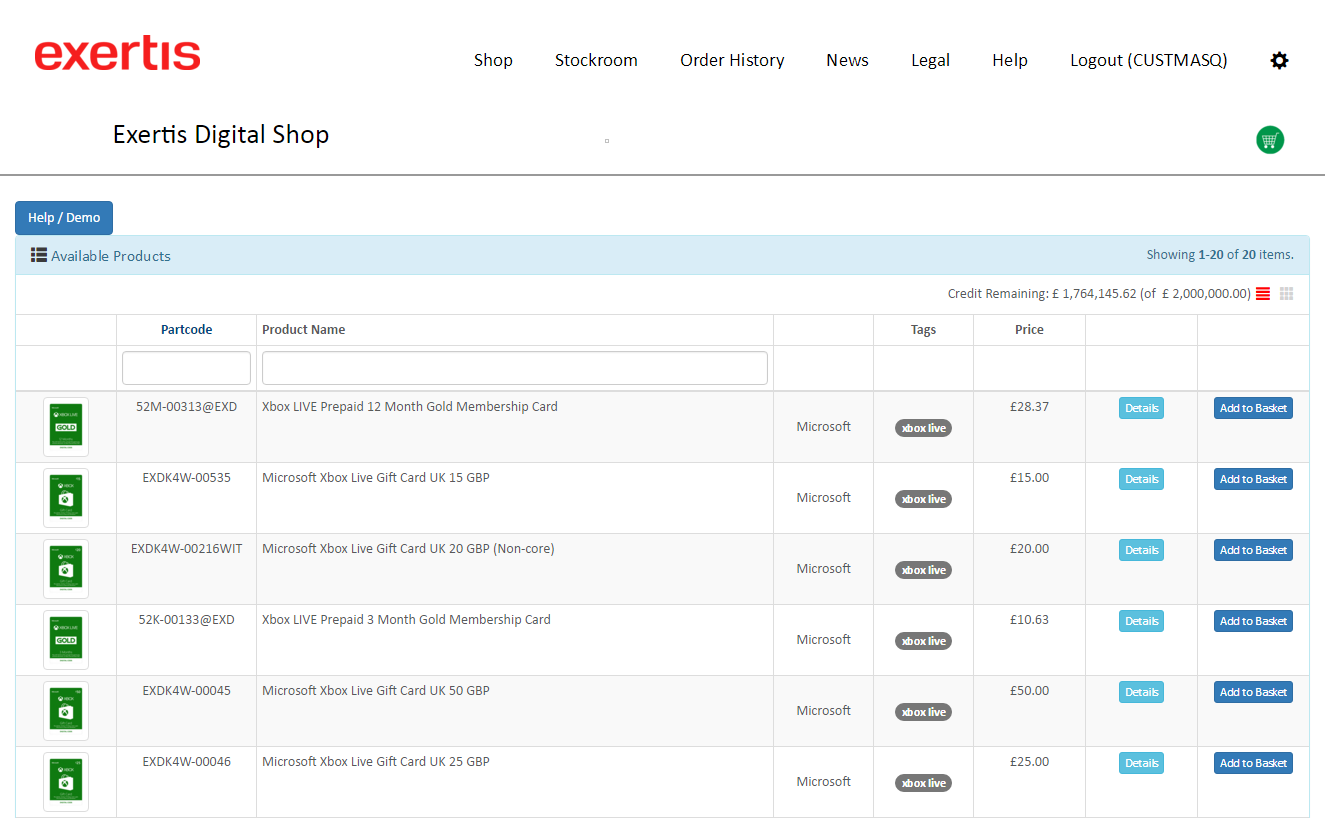 exertis
Shop Stockroom Order History News Legal Help Logout (CUSTMASQ)
Exertis Digital Shop
Help / Demo
Available Products Showing 1-20 of 20 items.
Credit Remaining: £ 1,764,145.62 (of £ 2,000,000.00)
Partcode Product Name Tags Price
52M-00313@EXD Xbox LIVE Prepaid 12 Month Gold Membership Card Microsoft xbox live £28.37 Details Add to Basket
GOLD
EXDK4W-00535 Microsoft Xbox Live Gift Card UK 15 GBP Microsoft xbox live £15.00 Details Add to Basket
EXDK4W-00216WIT Microsoft Xbox Live Gift Card UK 20 GBP (Non-core) Microsoft xbox live £20.00 Details Add to Basket
52K-00133@EXD Xbox LIVE Prepaid 3 Month Gold Membership Card Microsoft xbox live £10.63 Details Add to Basket
GOLD
EXDK4W-00045 Microsoft Xbox Live Gift Card UK 50 GBP Microsoft xbox live £50.00 Details Add to Basket
EXDK4W-00046 Microsoft Xbox Live Gift Card UK 25 GBP Microsoft xbox live £25.00 Details Add to Basket